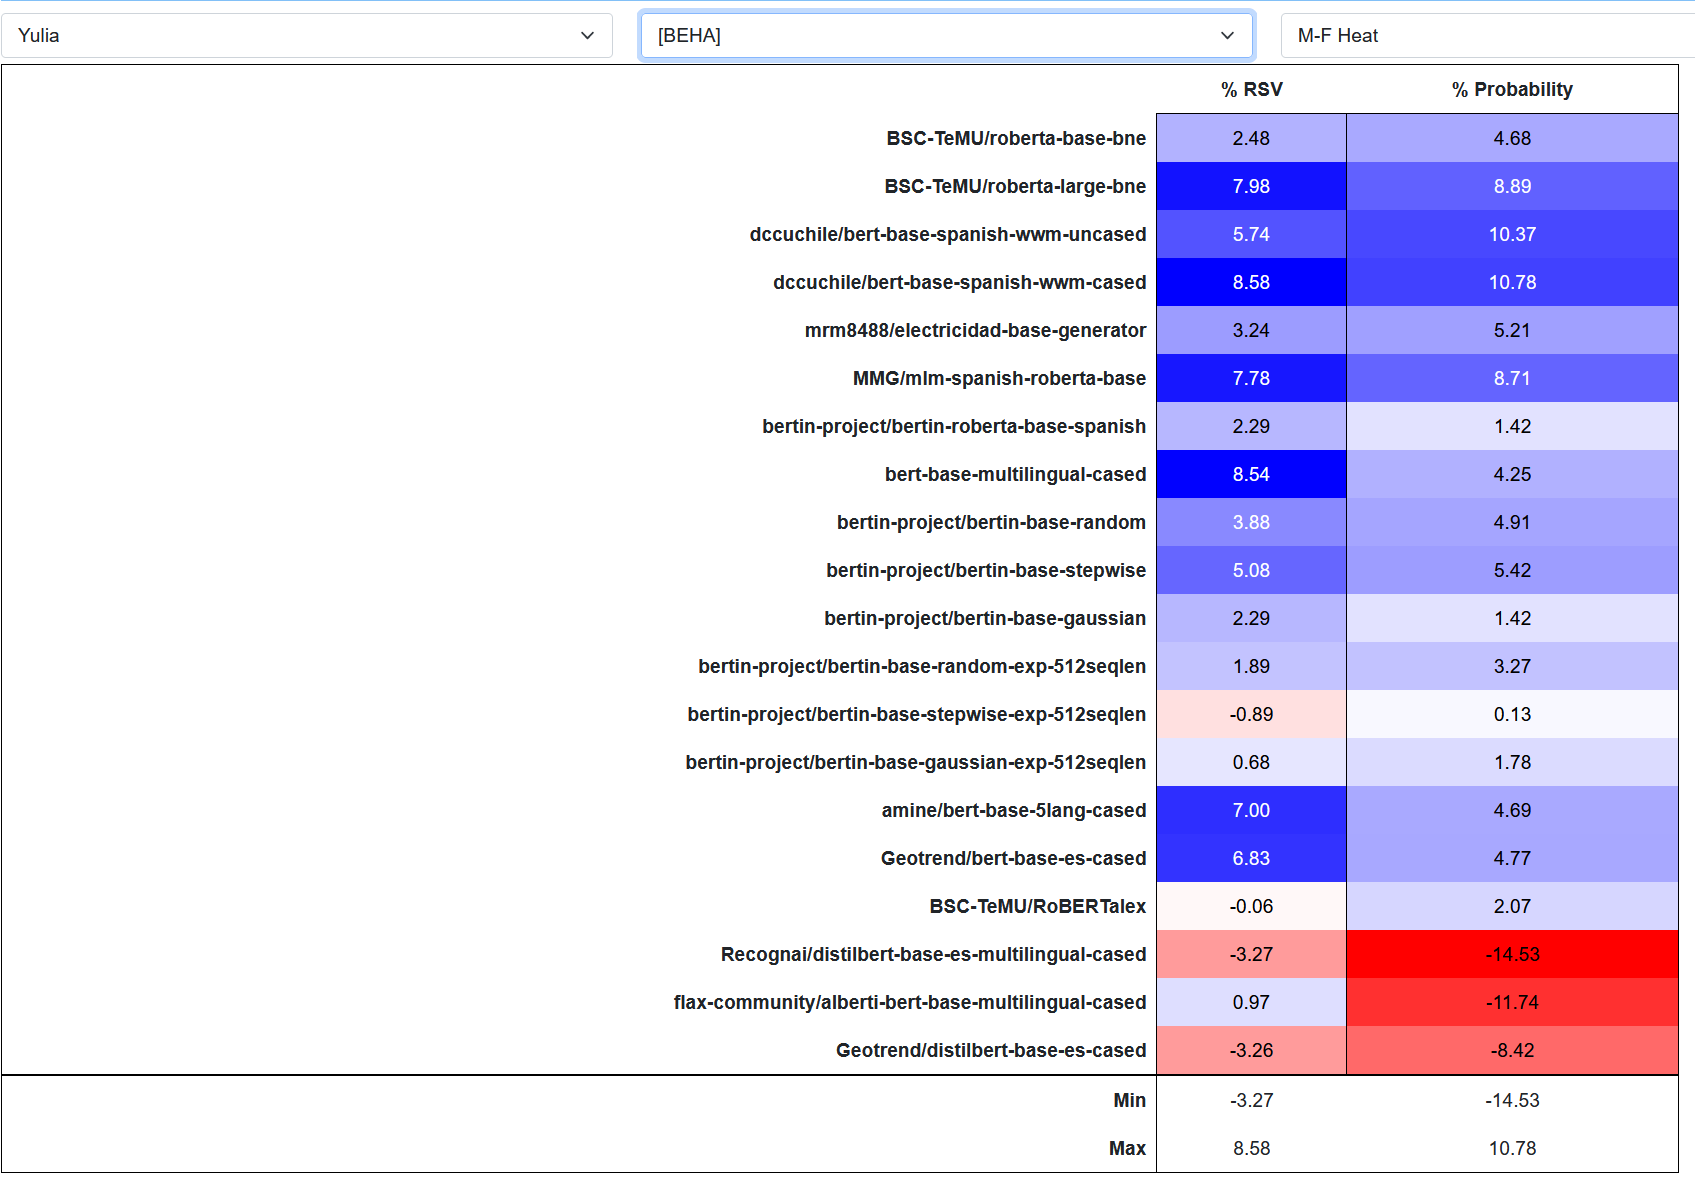 Yulia [BEHA] M-F Heat
% RSV % Probability
BSC-TeMU/roberta-base-bne 2.48 4.68
BSC-TeMU/roberta-large-bne 7.98 8.89
dccuchile/bert-base-spanish-wwm-uncased 5.74 10.37
dccuchile/bert-base-spanish-wwm-cased 8.58 10.78
mrm8488/electricidad-base-generator 3.24 5.21
MMG/mlm-spanish-roberta-base 7.78 8.71
bertin-project/bertin-roberta-base-spanish 2.29 1.42
bert-base-multilingual-cased 8.54 4.25
bertin-project/bertin-base-random 3.88 4.91
bertin-project/bertin-base-stepwise 5.08 5.42
bertin-project/bertin-base-gaussian 2.29 1.42
bertin-project/bertin-base-random-exp-512seqlen 1.89 3.27
bertin-project/bertin-base-stepwise-exp-512seqlen -0.89 0.13
bertin-project/bertin-base-gaussian-exp-512seqlen 0.68 1.78
amine/bert-base-5lang-cased 7.00 4.69
Geotrend/bert-base-es-cased 6.83 4.77
BSC-TeMU/RoBERTalex -0.06 2.07
Recognai/distilbert-base-es-multilingual-cased -3.27 -14.53
flax-community/alberti-bert-base-multilingual-cased 0.97 -11.74
Geotrend/distilbert-base-es-cased -3.26 -8.42
Min -3.27 -14.53
Max 8.58 10.78